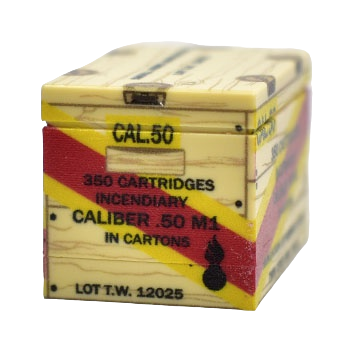 CAL.50
350 CARTRIDGES
INCENDIARY
CALIBER .50 M1
IN CARTONS
LOT T.W. 12025